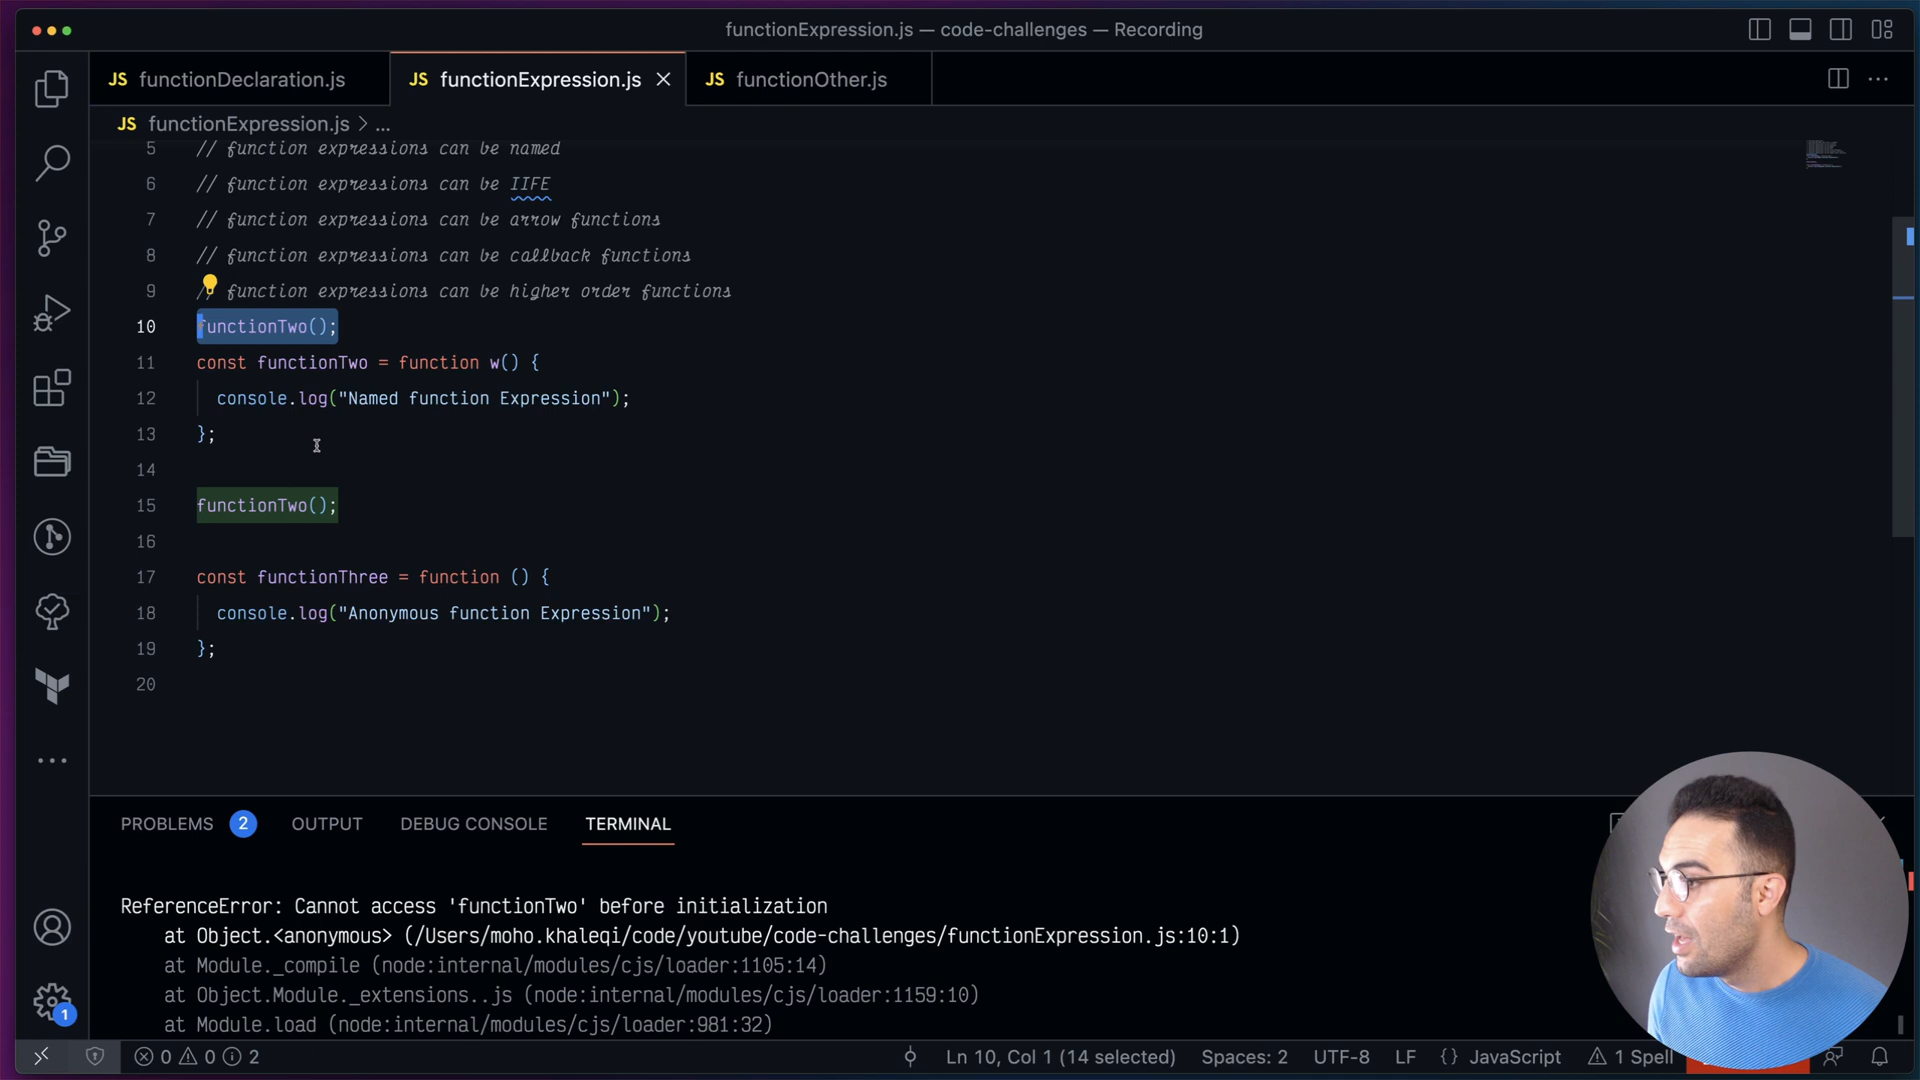 functionExpression.js — code-challenges — Recording
JS functionDeclaration.js
JS functionExpression.js
JS functionOther.js
JS functionExpression.js > ...
5 // function expressions can be named
6 // function expressions can be IIFE
7 // function expressions can be arrow functions
8 // function expressions can be callback functions
9 // function expressions can be higher order functions
10 functionTwo();
11 const functionTwo = function w() {
12 console.log("Named function Expression");
13 };
14
15 functionTwo();
16
17 const functionThree = function () {
18 console.log("Anonymous function Expression");
19 };
20
PROBLEMS 2 OUTPUT DEBUG CONSOLE TERMINAL
ReferenceError: Cannot access 'functionTwo' before initialization
at Object.<anonymous> (/Users/moho.khaleqi/code/youtube/code-challenges/functionExpression.js:10:1)
at Module._compile (node:internal/modules/cjs/loader:1105:14)
at Object.Module._extensions..js (node:internal/modules/cjs/loader:1159:10)
at Module.load (node:internal/modules/cjs/loader:981:32)
1
0 0 2 Ln 10, Col 1 (14 selected) Spaces: 2 UTF-8 LF {} JavaScript 1 Spell